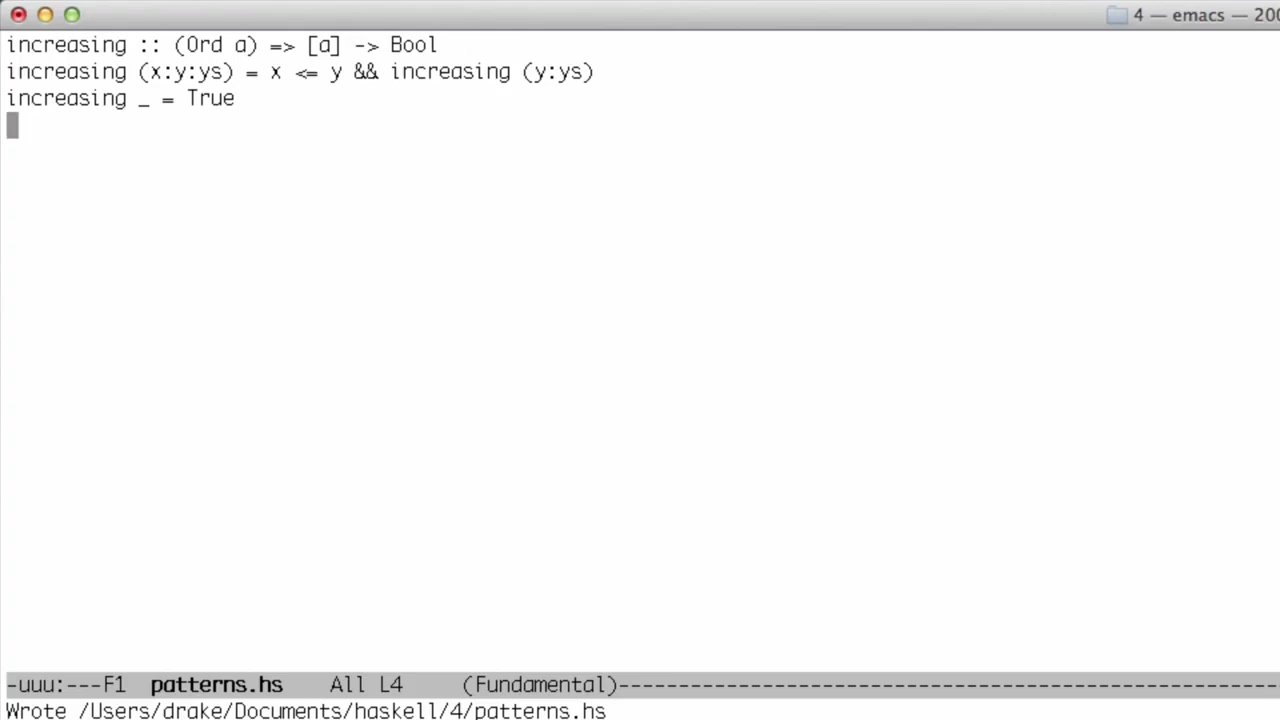 4 — emacs — 200
increasing :: (Ord a) => [a] -> Bool
increasing (x:y:ys) = x <= y && increasing (y:ys)
increasing _ = True
-uuu:---F1  patterns.hs    All L4     (Fundamental)-------------------------------------------------------
Wrote /Users/drake/Documents/haskell/4/patterns.hs